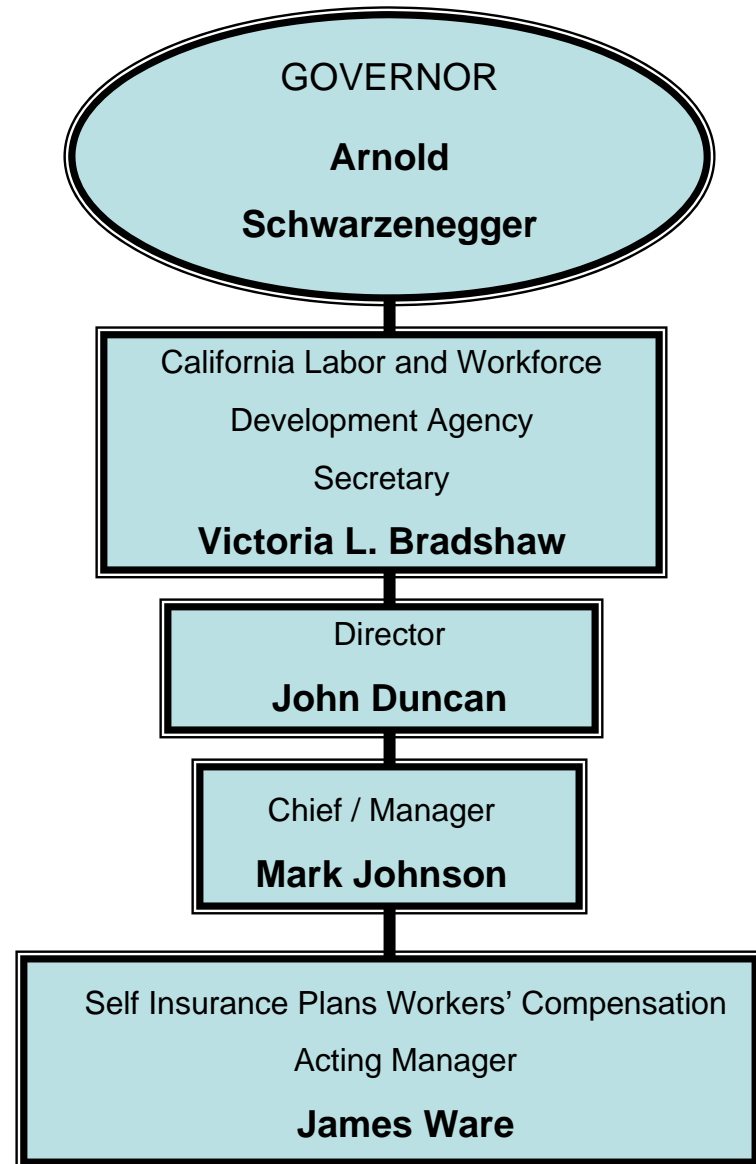 GOVERNOR
Arnold
Schwarzenegger
California Labor and Workforce
Development Agency
Secretary
Victoria L. Bradshaw
Director
John Duncan
Chief / Manager
Mark Johnson
Self Insurance Plans Workers’ Compensation
Acting Manager
James Ware